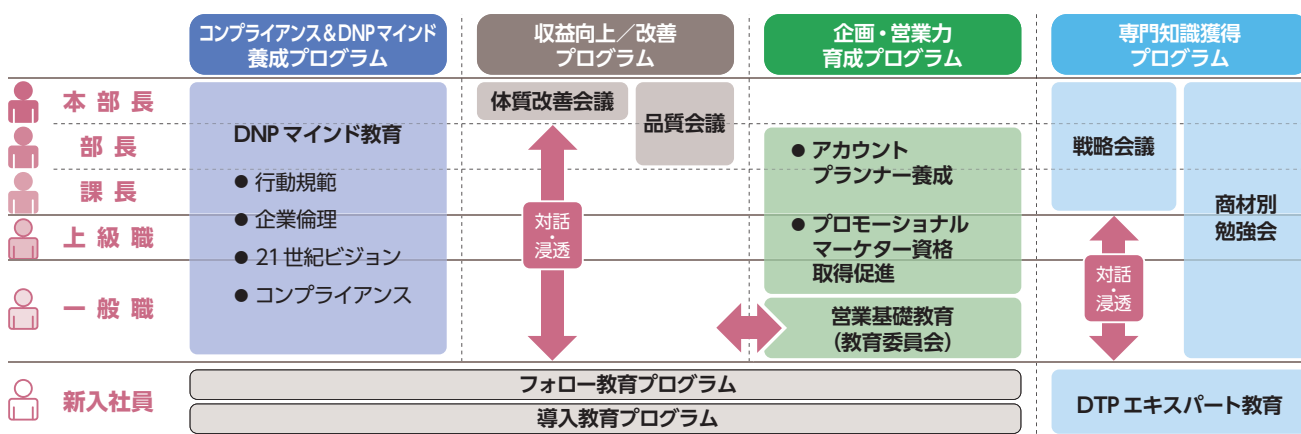 コンプライアンス&DNPマインド
養成プログラム
収益向上/改善
プログラム
企画・営業力
育成プログラム
専門知識獲得
プログラム
本部長
部長
課長
上級職
一般職
新入社員
DNPマインド教育
● 行動規範
● 企業倫理
● 21世紀ビジョン
● コンプライアンス
体質改善会議
品質会議
対話
・
浸透
● アカウント
プランナー養成
● プロモーショナル
マーケター資格
取得促進
営業基礎教育
(教育委員会)
戦略会議
商材別
勉強会
対話
・
浸透
フォロー教育プログラム
導入教育プログラム
DTPエキスパート教育